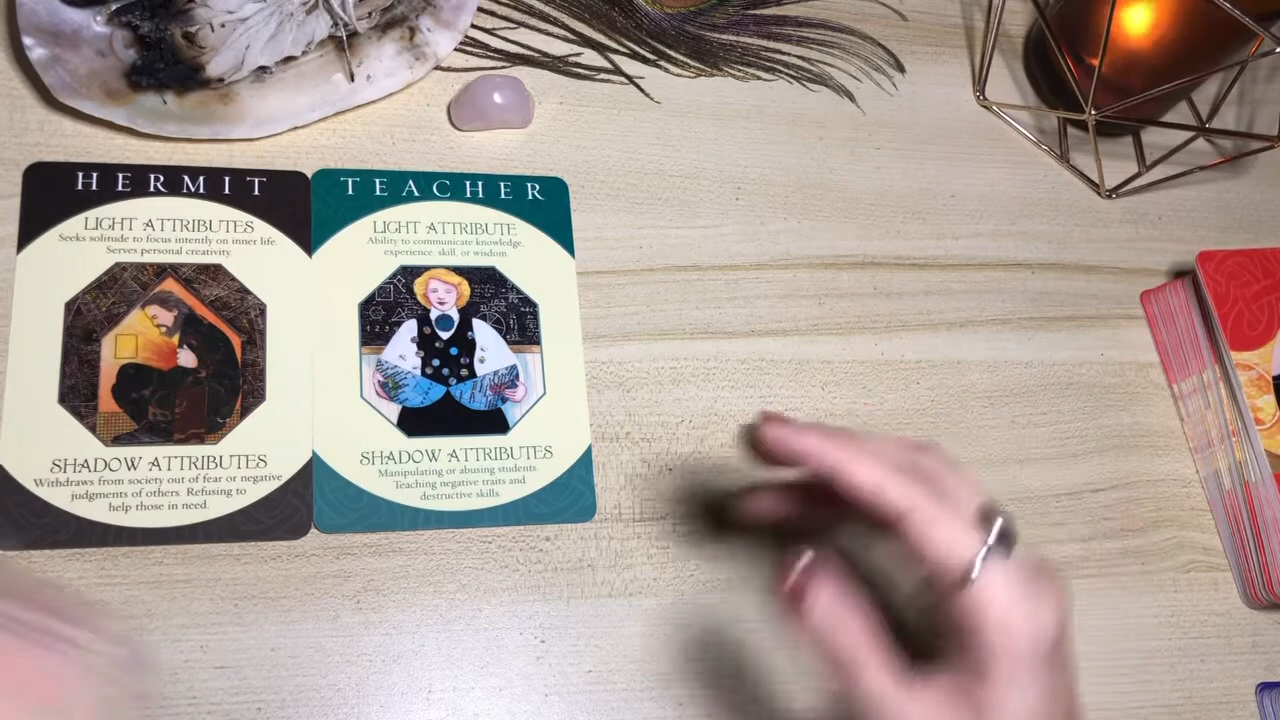 HERMIT
LIGHT ATTRIBUTES
Seeks solitude to focus intently on inner life.
Serves personal creativity.
SHADOW ATTRIBUTES
Withdraws from society out of fear or negative
judgments of others. Refusing to
help those in need.
TEACHER
LIGHT ATTRIBUTE
Ability to communicate knowledge,
experience, skill, or wisdom.
SHADOW ATTRIBUTES
Manipulating or abusing students.
Teaching negative traits and
destructive skills.